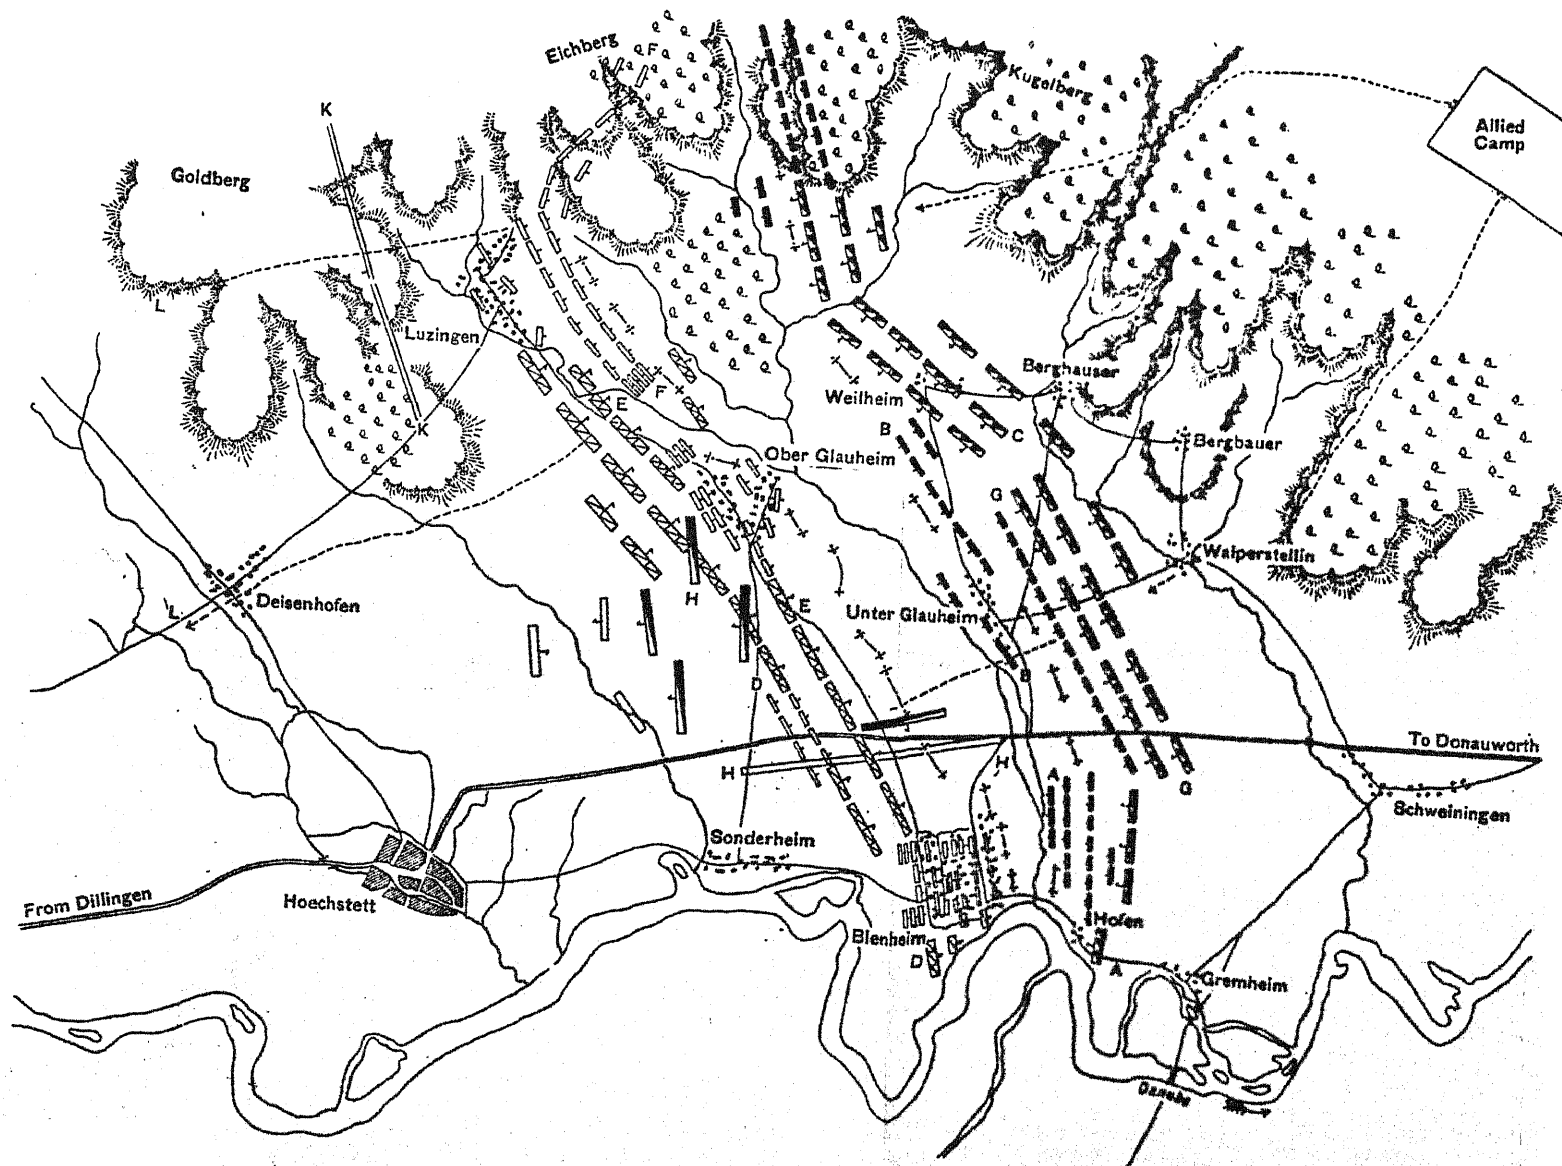 Eichberg
F
Kugelberg
K
Allied
Camp
Goldberg
L
Luzingen
Berghauser
Weilheim
F
E
B
C
K
Bergbauer
Ober Glauheim
G
Walperstellin
Deisenhofen
L
H
E
Unter Glauheim
B
D
To Donauworth
H
H
A
G
Schweiningen
Sonderheim
From Dillingen
Hoechstett
Hofen
Blenheim
D
A
Gremheim
Danube